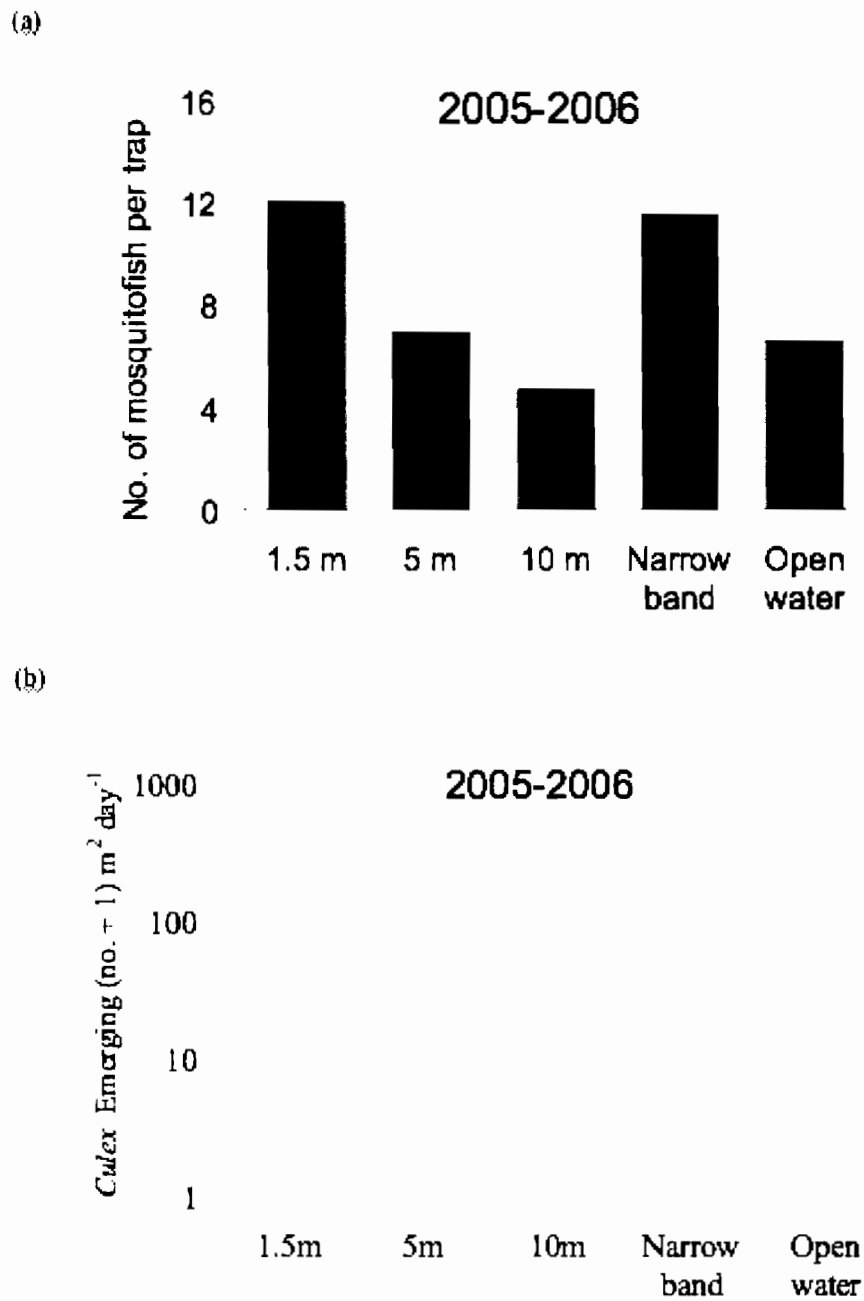 (a)
2005-2006
No. of mosquitofish per trap
16
12
8
4
0
1.5 m 5 m 10 m Narrow band Open water
(b)
2005-2006
Culex Emerging (no. + 1) m² day⁻¹
1000
100
10
1
1.5m 5m 10m Narrow band Open water